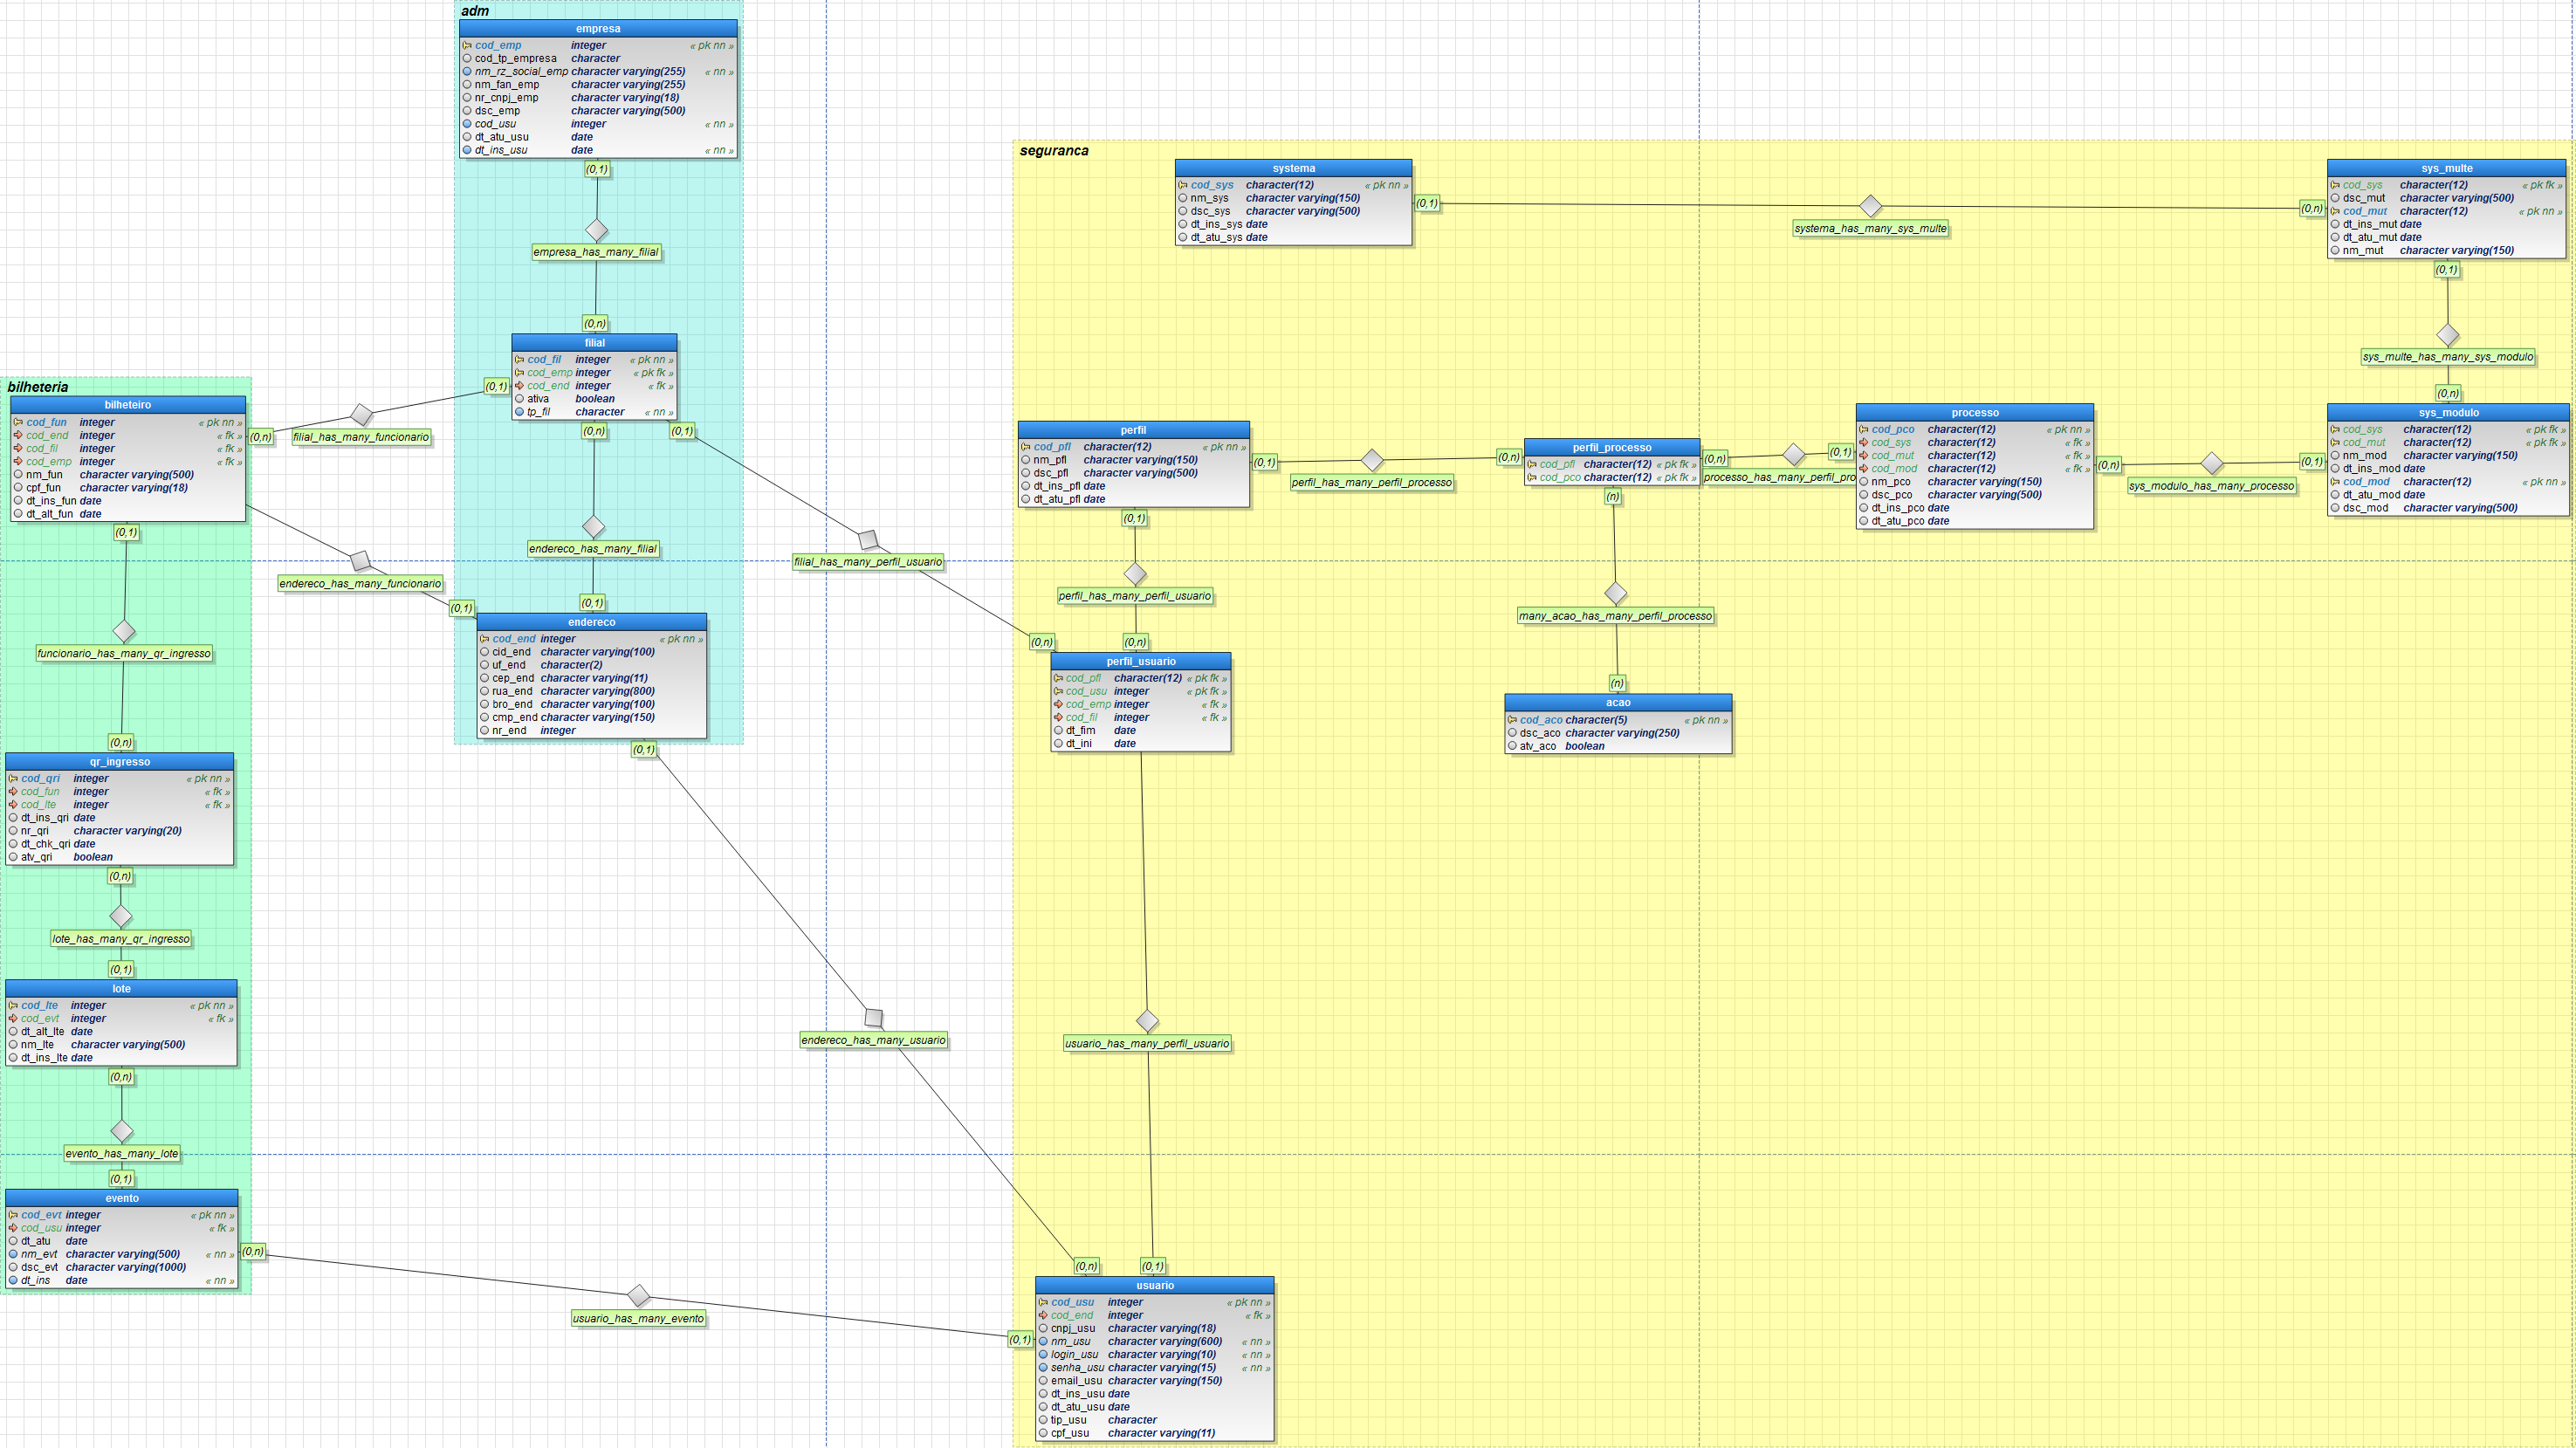 adm
empresa
cod_emp integer « pk nn »
cod_tp_empresa character
nm_rz_social_emp character varying(255) « nn »
nm_fan_emp character varying(255)
nr_cnpj_emp character varying(18)
dsc_emp character varying(500)
cod_usu integer « nn »
dt_atu_usu date
dt_ins_usu date « nn »
(0,1)
empresa_has_many_filial
(0,n)
filial
cod_fil integer « pk nn »
cod_emp integer « pk fk »
cod_end integer « fk »
ativa boolean
tp_fil character « nn »
(0,1)
(0,n)
(0,1)
endereco_has_many_filial
(0,1)
endereco
cod_end integer « pk nn »
cid_end character varying(100)
uf_end character(2)
cep_end character varying(11)
rua_end character varying(800)
bro_end character varying(100)
cmp_end character varying(150)
nr_end integer
(0,1)
(0,1)
bilheteria
bilheteiro
cod_fun integer « pk nn »
cod_end integer « fk »
cod_fil integer « fk »
cod_emp integer « fk »
nm_fun character varying(500)
cpf_fun character varying(18)
dt_ins_fun date
dt_alt_fun date
(0,n)
filial_has_many_funcionario
endereco_has_many_funcionario
(0,1)
funcionario_has_many_qr_ingresso
(0,n)
qr_ingresso
cod_qri integer « pk nn »
cod_fun integer « fk »
cod_lte integer « fk »
dt_ins_qri date
nr_qri character varying(20)
dt_chk_qri date
atv_qri boolean
(0,n)
lote_has_many_qr_ingresso
(0,1)
lote
cod_lte integer « pk nn »
cod_evt integer « fk »
dt_alt_lte date
nm_lte character varying(500)
dt_ins_lte date
(0,n)
evento_has_many_lote
(0,1)
evento
cod_evt integer « pk nn »
cod_usu integer « fk »
dt_atu date
nm_evt character varying(500) « nn »
dsc_evt character varying(1000)
dt_ins date « nn »
(0,n)
usuario_has_many_evento
(0,1)
filial_has_many_perfil_usuario
(0,n)
endereco_has_many_usuario
(0,n)
seguranca
systema
cod_sys character(12) « pk nn »
nm_sys character varying(150)
dsc_sys character varying(500)
dt_ins_sys date
dt_atu_sys date
(0,1)
systema_has_many_sys_multe
(0,n)
sys_multe
cod_sys character(12) « pk fk »
dsc_mut character varying(500)
cod_mut character(12) « pk nn »
dt_ins_mut date
dt_atu_mut date
nm_mut character varying(150)
(0,1)
sys_multe_has_many_sys_modulo
(0,n)
sys_modulo
cod_sys character(12) « pk fk »
cod_mut character(12) « pk fk »
nm_mod character varying(150)
dt_ins_mod date
cod_mod character(12) « pk nn »
dt_atu_mod date
dsc_mod character varying(500)
(0,1)
sys_modulo_has_many_processo
(0,n)
processo
cod_pco character(12) « pk nn »
cod_sys character(12) « fk »
cod_mut character(12) « fk »
cod_mod character(12) « fk »
nm_pco character varying(150)
dsc_pco character varying(500)
dt_ins_pco date
dt_atu_pco date
(0,1)
processo_has_many_perfil_pro
(0,n)
perfil_processo
cod_pfl character(12) « pk fk »
cod_pco character(12) « pk fk »
(0,n)
perfil_has_many_perfil_processo
(0,1)
perfil
cod_pfl character(12) « pk nn »
nm_pfl character varying(150)
dsc_pfl character varying(500)
dt_ins_pfl date
dt_atu_pfl date
(0,1)
perfil_has_many_perfil_usuario
(0,n)
perfil_usuario
cod_pfl character(12) « pk fk »
cod_usu integer « pk fk »
cod_emp integer « fk »
cod_fil integer « fk »
dt_fim date
dt_ini date
(n)
many_acao_has_many_perfil_processo
(n)
acao
cod_aco character(5) « pk nn »
dsc_aco character varying(250)
atv_aco boolean
usuario_has_many_perfil_usuario
(0,1)
usuario
cod_usu integer « pk nn »
cod_end integer « fk »
cnpj_usu character varying(18)
nm_usu character varying(600) « nn »
login_usu character varying(10) « nn »
senha_usu character varying(15) « nn »
email_usu character varying(150)
dt_ins_usu date
dt_atu_usu date
tip_usu character
cpf_usu character varying(11)